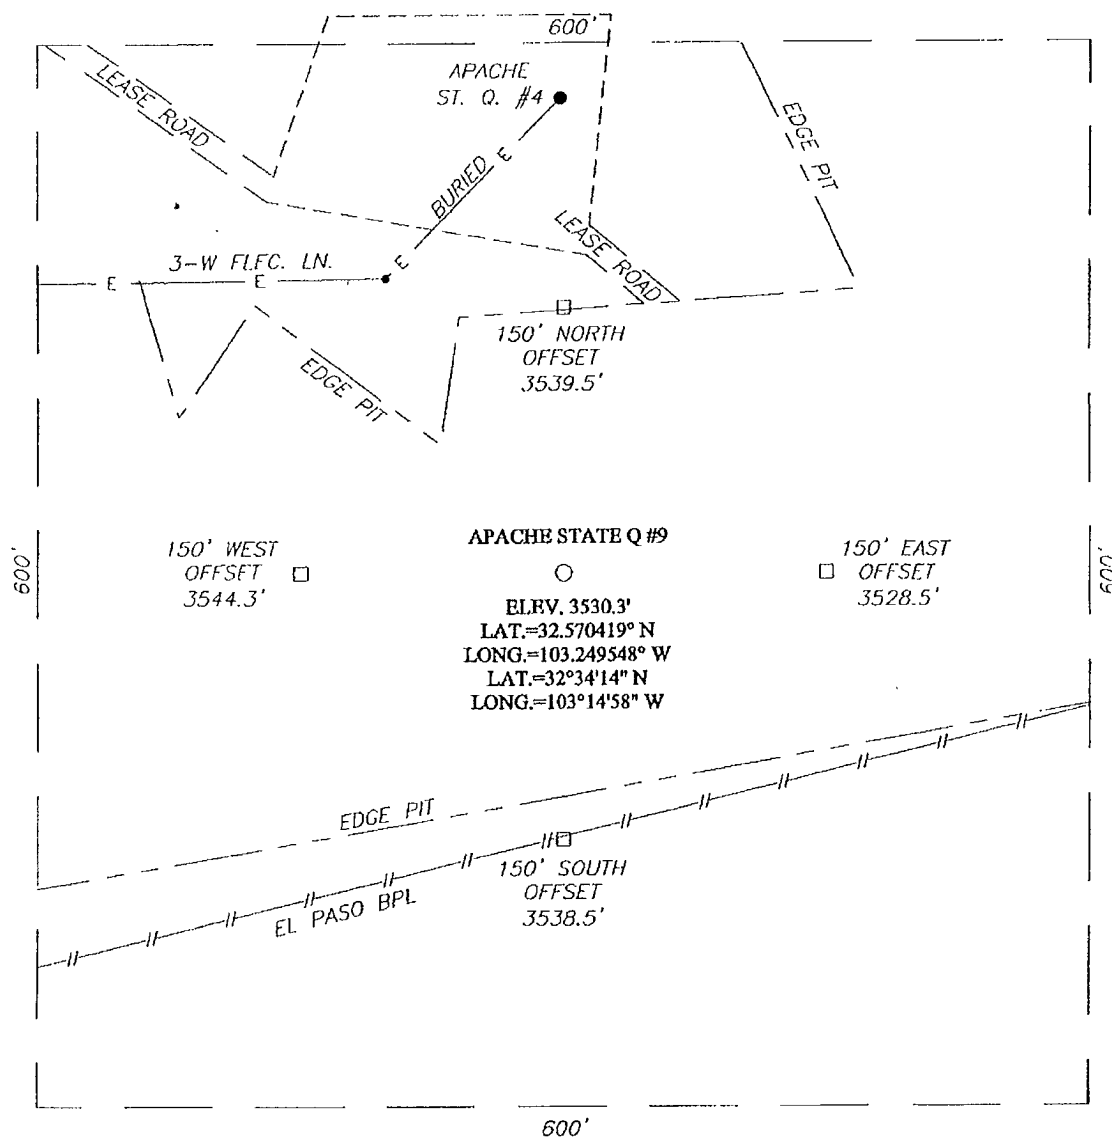 600'
APACHE
ST. Q. #4
LEASE ROAD
EDGE PIT
BURIED
E
E
LEASE ROAD
3-W ELEC. LN.
E
E
150' NORTH
OFFSET
3539.5'
EDGE PIT
600'
150' WEST
OFFSET
3544.3'
APACHE STATE Q #9
ELEV. 3530.3'
LAT.=32.570419° N
LONG.=103.249548° W
LAT.=32°34'14" N
LONG.=103°14'58" W
150' EAST
OFFSET
3528.5'
600'
EDGE PIT
EL PASO BPL
150' SOUTH
OFFSET
3538.5'
600'